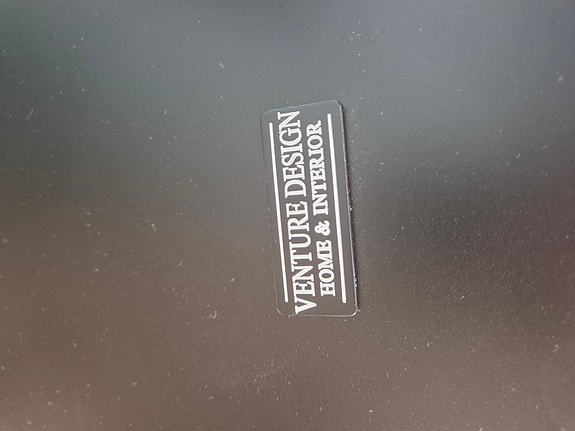 VENTURE DESIGN
HOME & INTERIOR